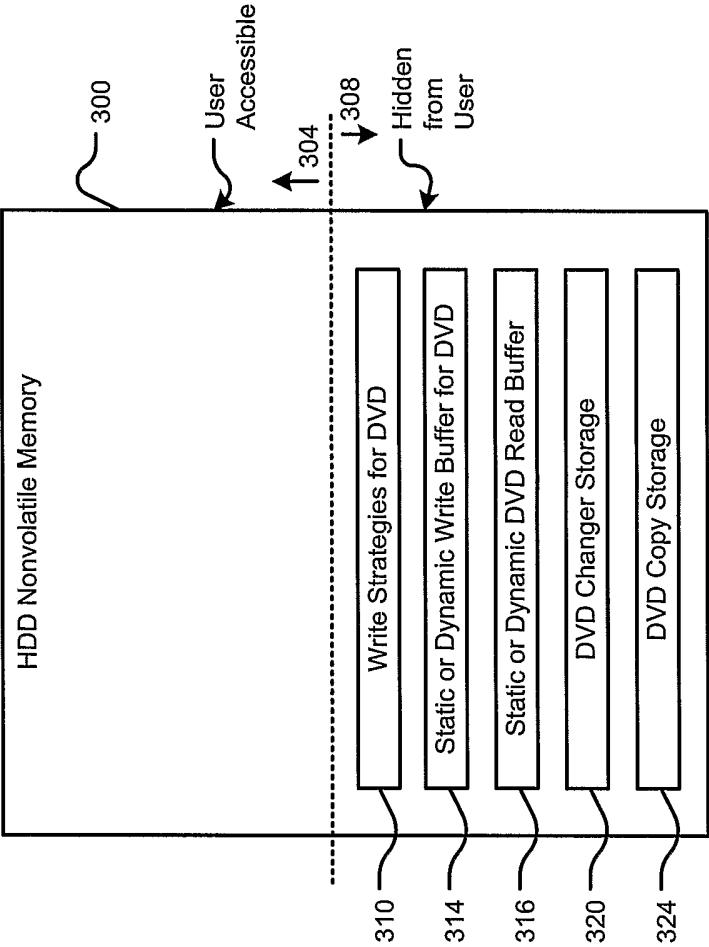 HDD Nonvolatile Memory
300
User
Accessible
304
308
Hidden
from
User
310
Write Strategies for DVD
314
Static or Dynamic Write Buffer for DVD
316
Static or Dynamic DVD Read Buffer
320
DVD Changer Storage
324
DVD Copy Storage